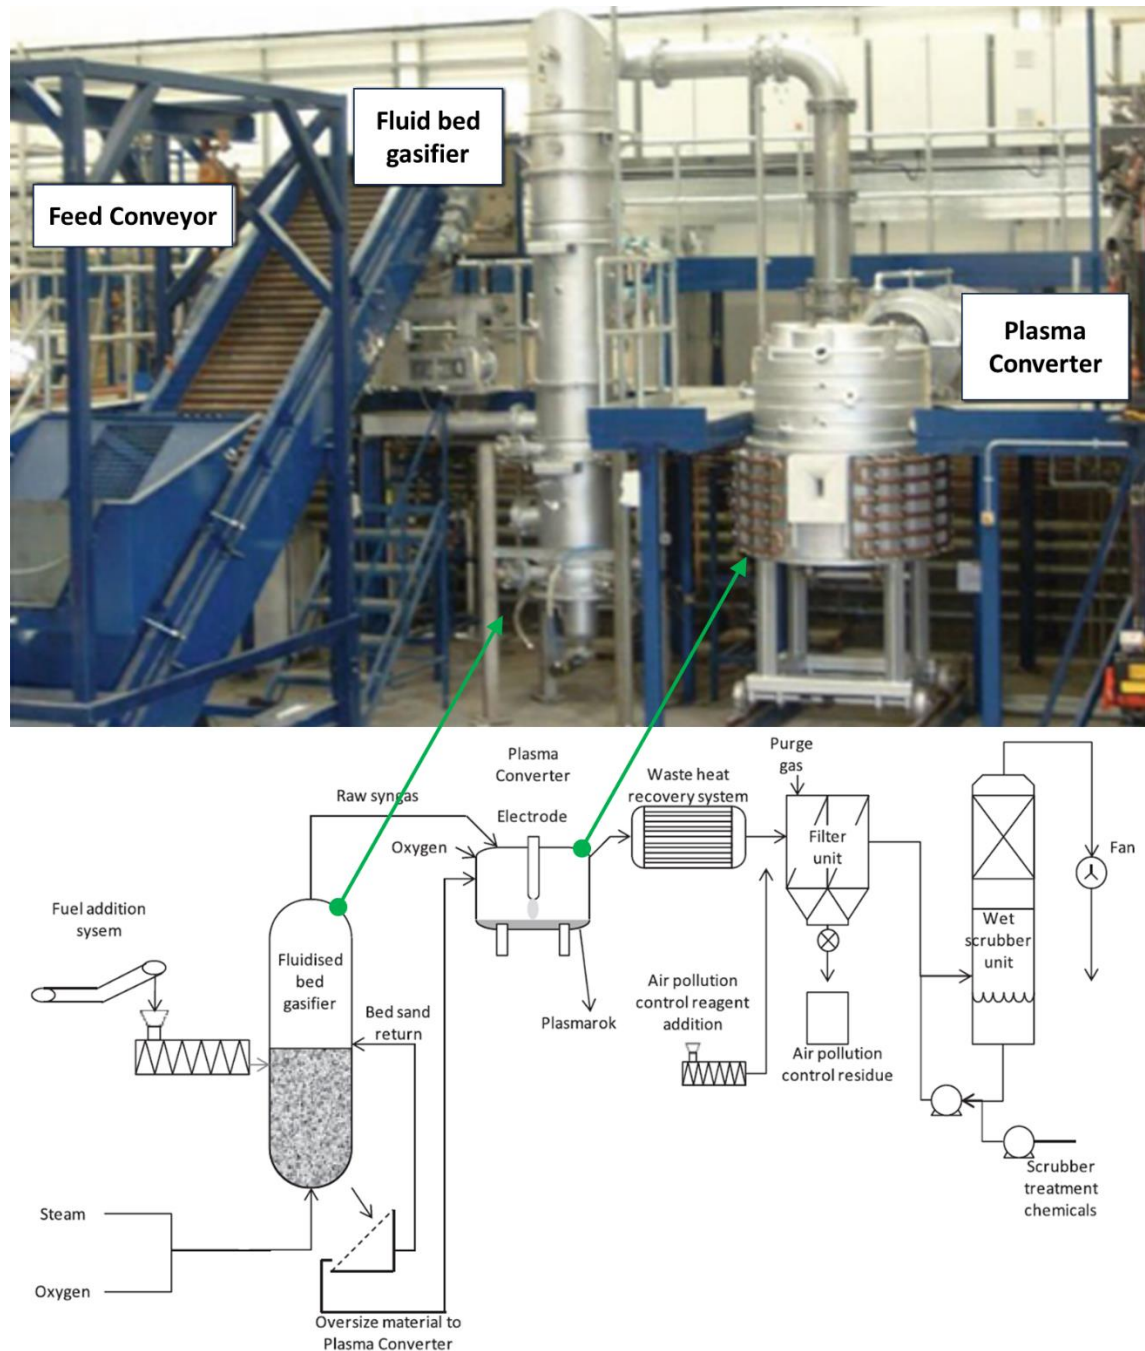 Fluid bed
gasifier
Feed Conveyor
Plasma
Converter
Plasma
Converter
Electrode
Raw syngas
Oxygen
Waste heat
recovery system
Purge
gas
Filter
unit
Fan
Wet
scrubber
unit
Fuel addition
sysem
Fluidised
bed
gasifier
Bed sand
return
Plasmarok
Air pollution
control reagent
addition
Air pollution
control residue
Scrubber
treatment
chemicals
Steam
Oxygen
Oversize material to
Plasma Converter